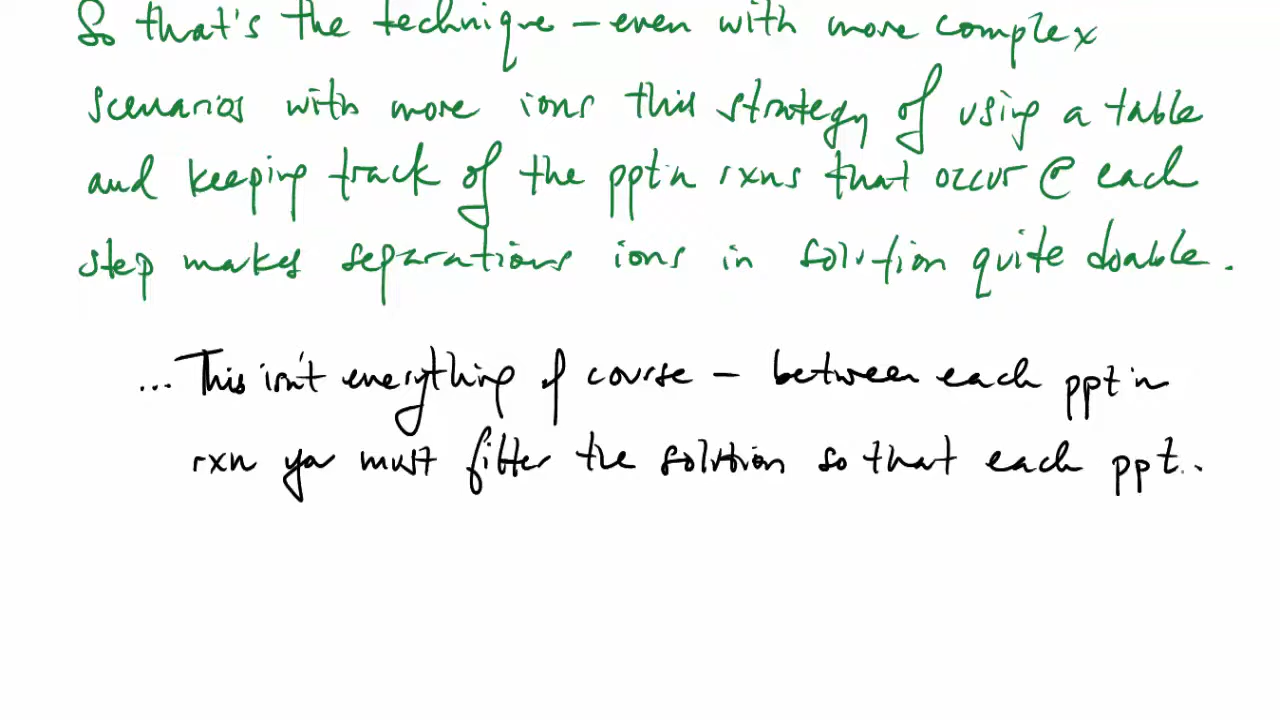 So that's the technique – even with more complex
scenarios with more ions this strategy of using a table
and keeping track of the ppt'n rxns that occur @ each
step makes separations ions in solution quite doable.
... This isn't everything of course – between each ppt'n
rxn you must filter the solution so that each ppt..